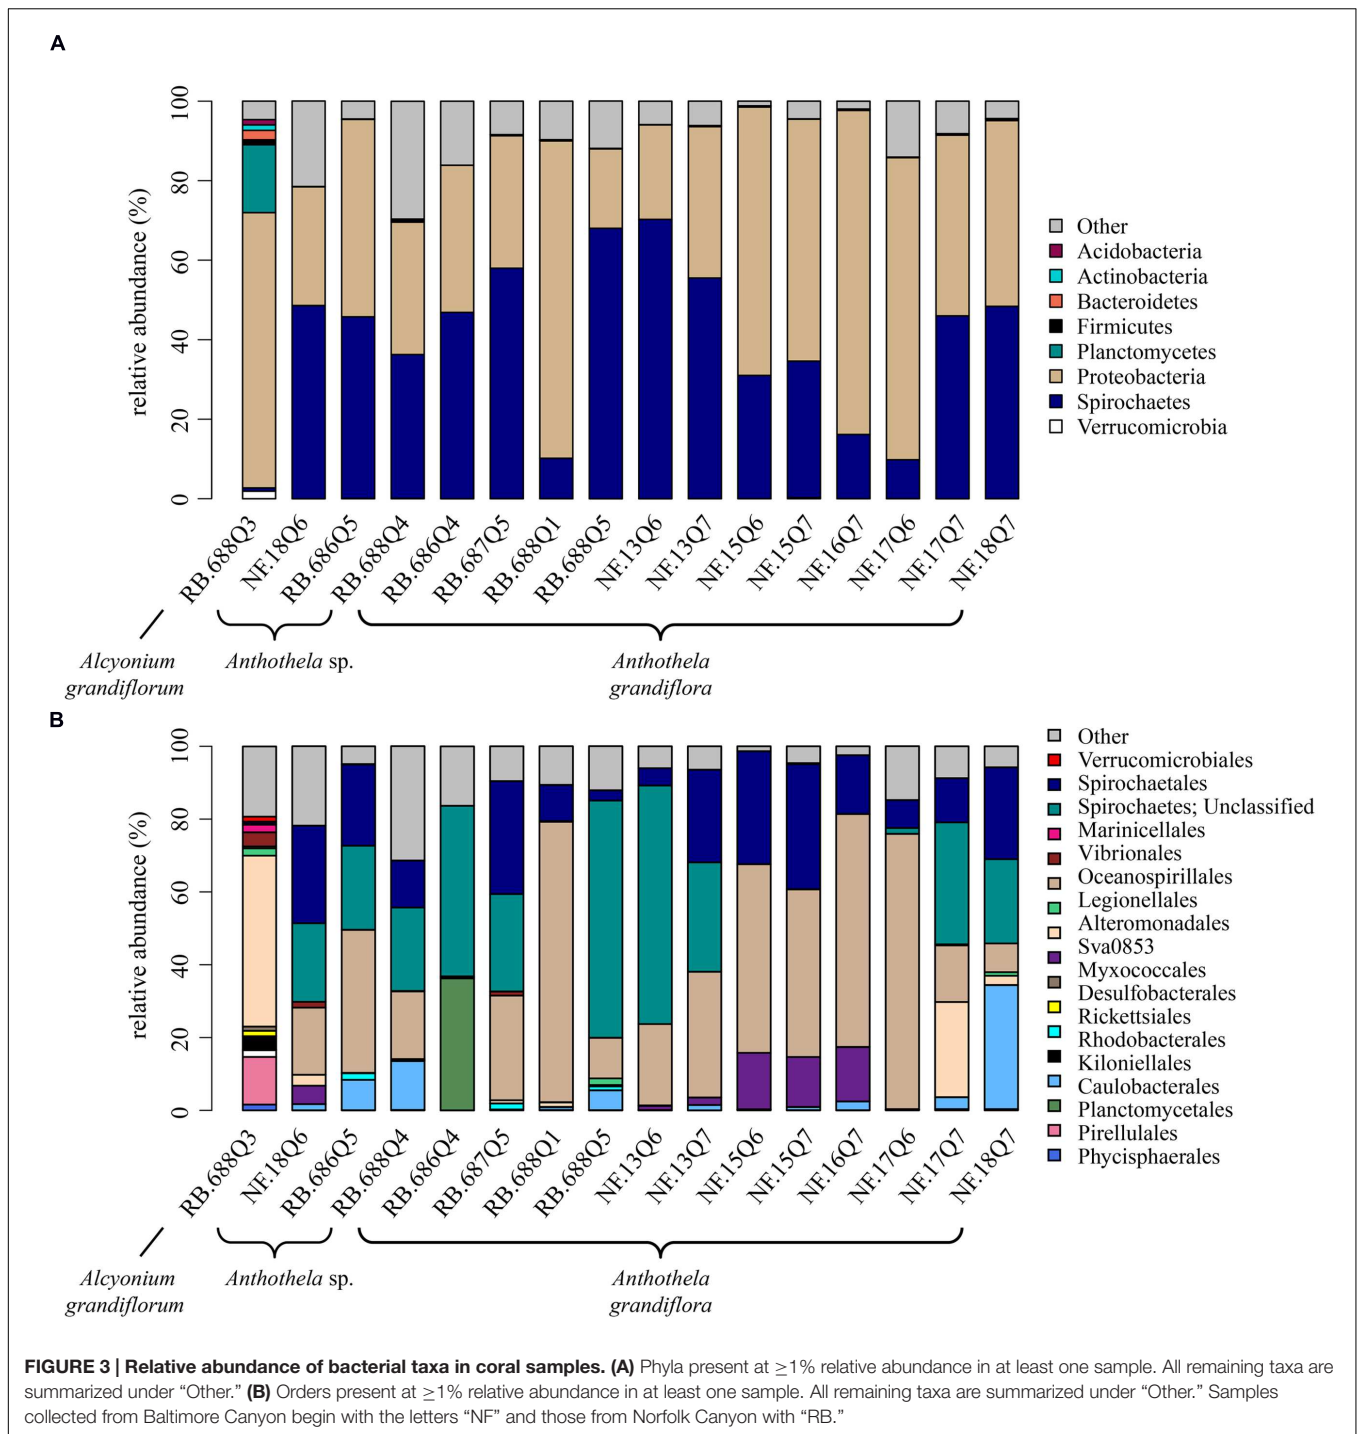 A
relative abundance (%)
100
80
60
40
20
0
RB.688Q3
NF.18Q6
RB.686Q5
RB.688Q4
RB.686Q4
RB.687Q5
RB.688Q1
RB.688Q5
NF.13Q6
NF.13Q7
NF.15Q6
NF.15Q7
NF.16Q7
NF.17Q6
NF.17Q7
NF.18Q7
Alcyonium
grandiflorum
Anthothela sp.
Anthothela
grandiflora
Other
Acidobacteria
Actinobacteria
Bacteroidetes
Firmicutes
Planctomycetes
Proteobacteria
Spirochaetes
Verrucomicrobia
B
relative abundance (%)
100
80
60
40
20
0
RB.688Q3
NF.18Q6
RB.686Q5
RB.688Q4
RB.686Q4
RB.687Q5
RB.688Q1
RB.688Q5
NF.13Q6
NF.13Q7
NF.15Q6
NF.15Q7
NF.16Q7
NF.17Q6
NF.17Q7
NF.18Q7
Alcyonium
grandiflorum
Anthothela sp.
Anthothela
grandiflora
Other
Verrucomicrobiales
Spirochaetales
Spirochaetes; Unclassified
Marinicellales
Vibrionales
Oceanospirillales
Legionellales
Alteromonadales
Sva0853
Myxococcales
Desulfobacterales
Rickettsiales
Rhodobacterales
Kiloniellales
Caulobacterales
Planctomycetales
Pirellulales
Phycisphaerales
FIGURE 3 | Relative abundance of bacterial taxa in coral samples. (A) Phyla present at ≥1% relative abundance in at least one sample. All remaining taxa are
summarized under “Other.” (B) Orders present at ≥1% relative abundance in at least one sample. All remaining taxa are summarized under “Other.” Samples
collected from Baltimore Canyon begin with the letters “NF” and those from Norfolk Canyon with “RB.”